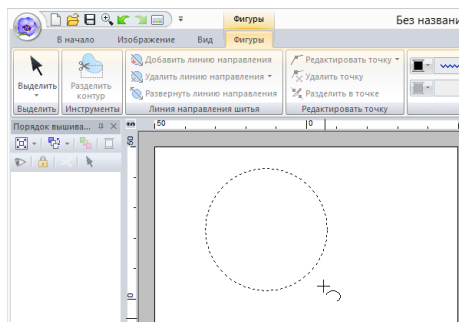 Фигуры
Без названи
В начало Изображение Вид Фигуры
Выделить
Разделить контур
Добавить линию направления
Удалить линию направления
Развернуть линию направления
Редактировать точку
Удалить точку
Разделить в точке
Выделить Инструменты Линия направления шитья Редактировать точку
Порядок вышива...
мм
50
0
50
0